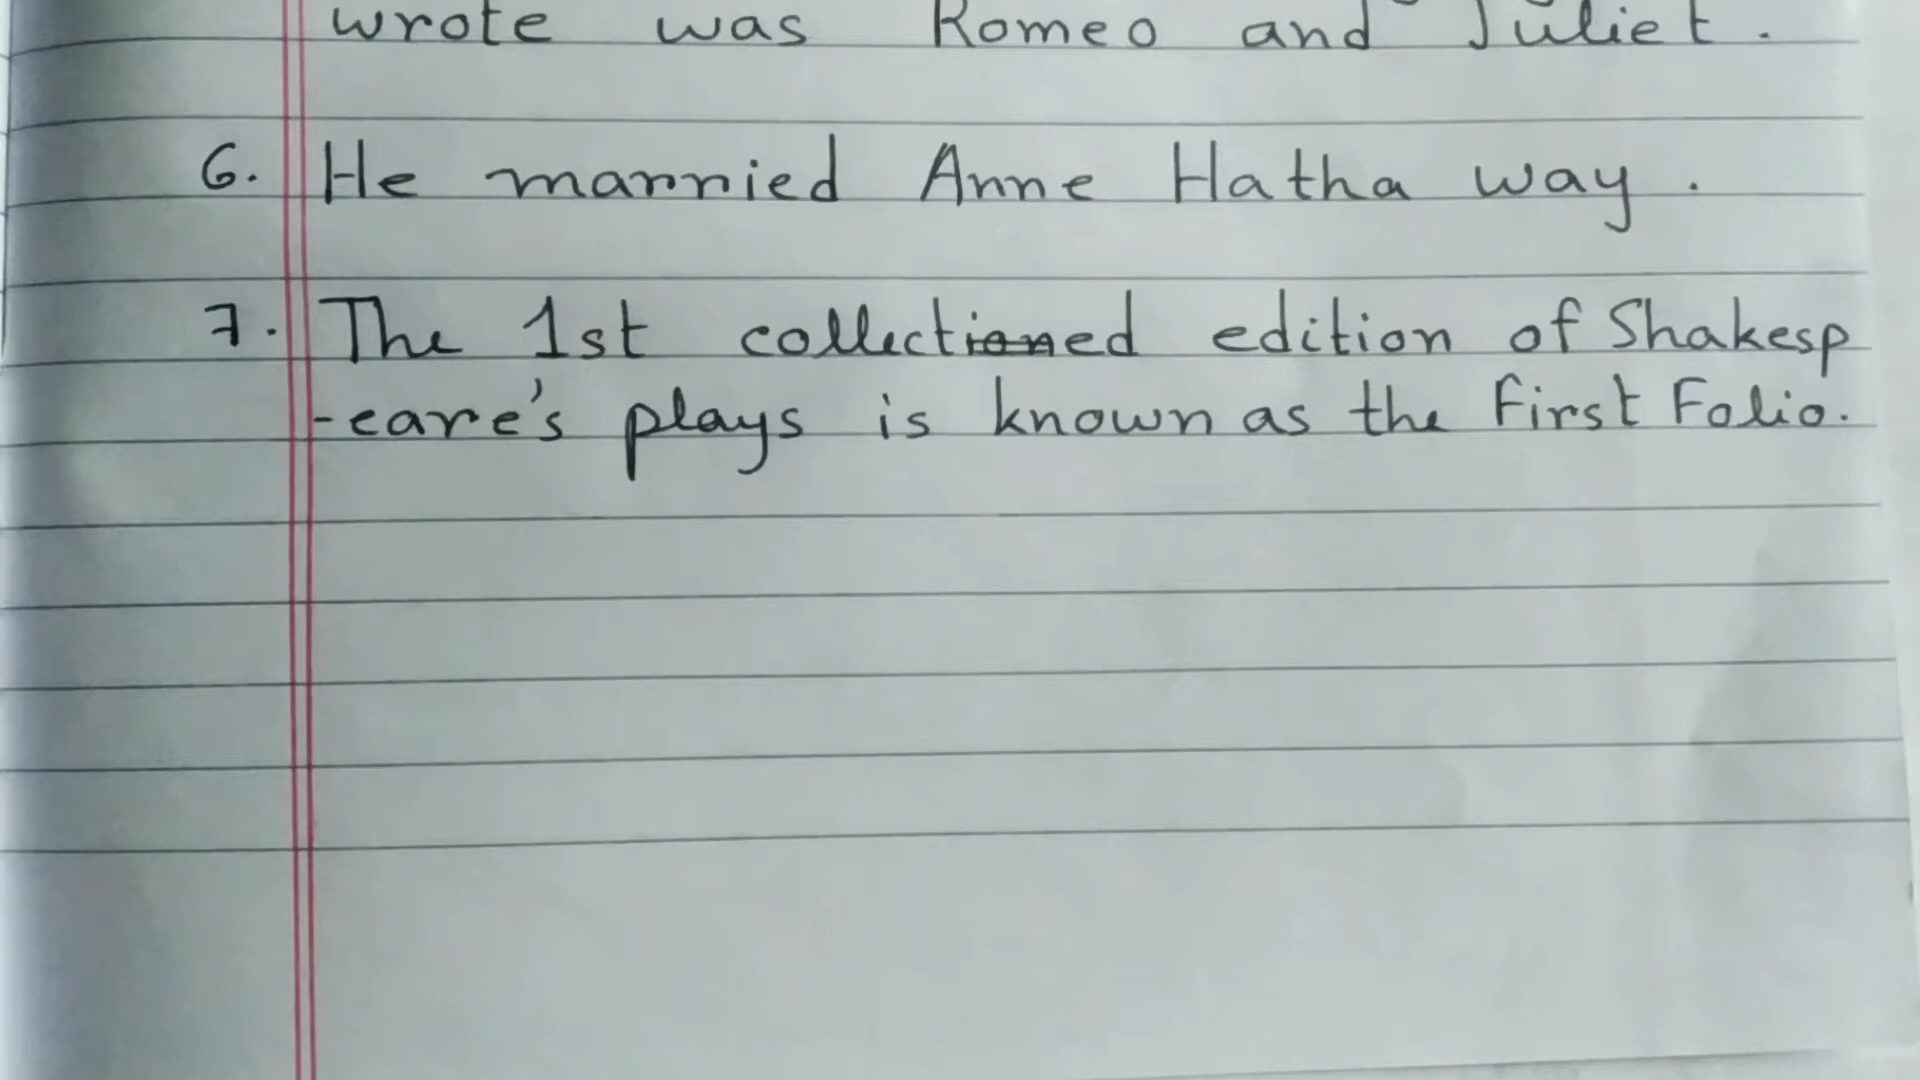 wrote was Romeo and Juliet.
6. He married Anne Hatha way.
7. The 1st collectioned edition of Shakesp
-eare's plays is known as the First Folio.